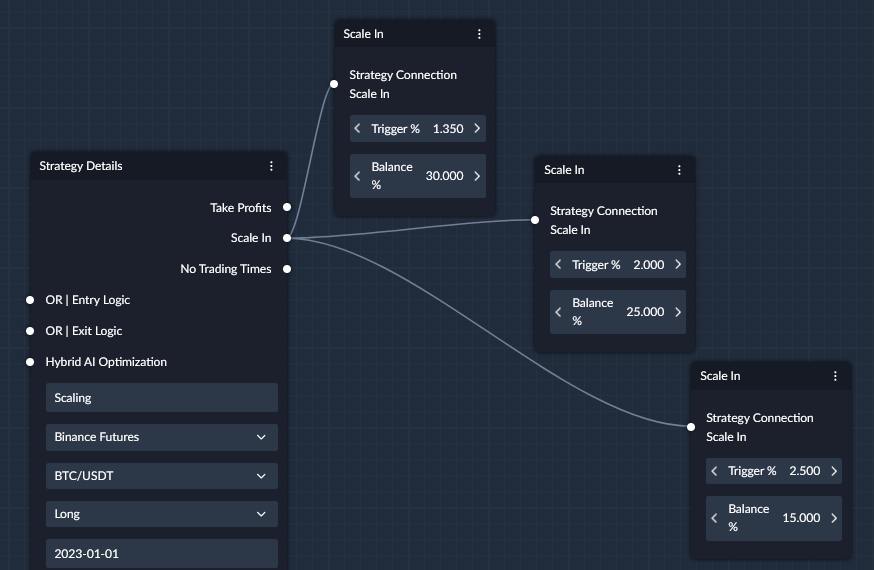 Scale In
Strategy Connection
Scale In
Trigger % 1.350
Balance
% 30.000
Strategy Details
Take Profits
Scale In
No Trading Times
OR | Entry Logic
OR | Exit Logic
Hybrid AI Optimization
Scaling
Binance Futures
BTC/USDT
Long
2023-01-01
Scale In
Strategy Connection
Scale In
Trigger % 2.000
Balance
% 25.000
Scale In
Strategy Connection
Scale In
Trigger % 2.500
Balance
% 15.000